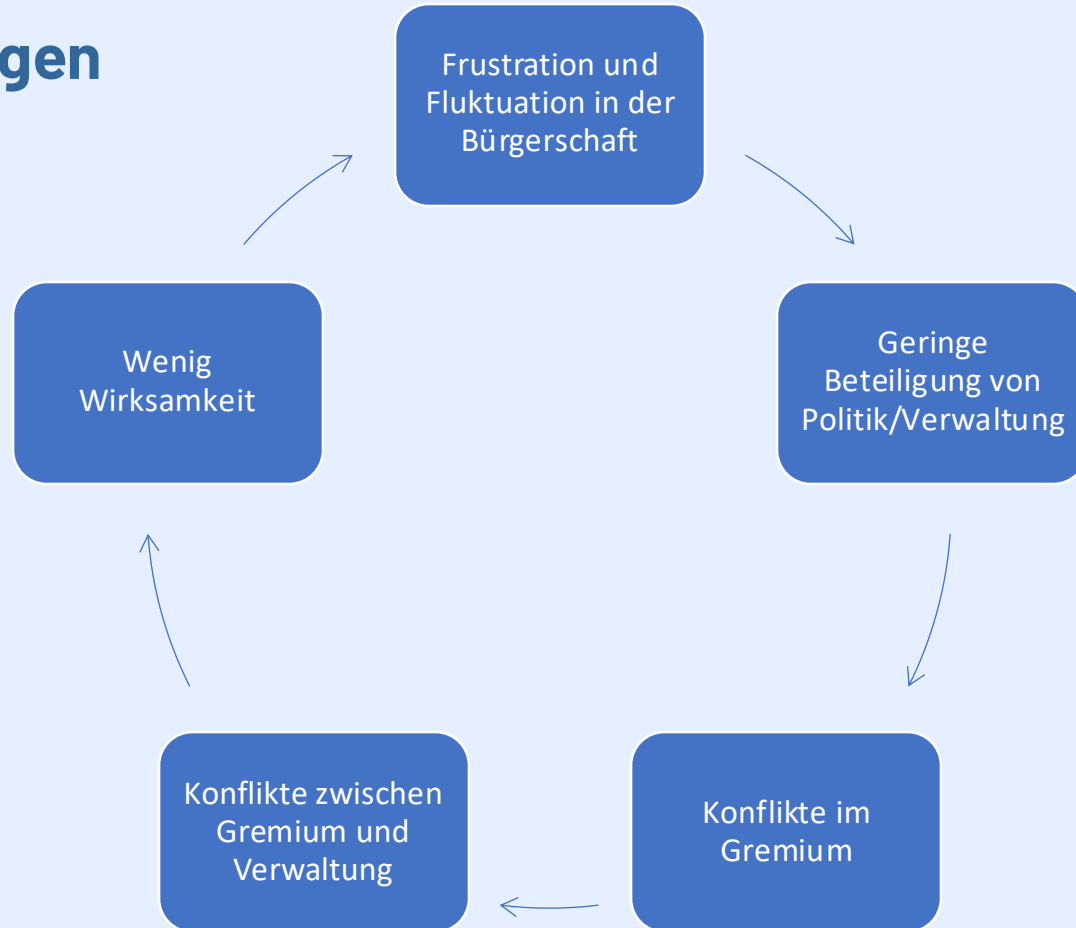 gen
Frustration und
Fluktuation in der
Bürgerschaft
Geringe
Beteiligung von
Politik/Verwaltung
Konflikte im
Gremium
Konflikte zwischen
Gremium und
Verwaltung
Wenig
Wirksamkeit